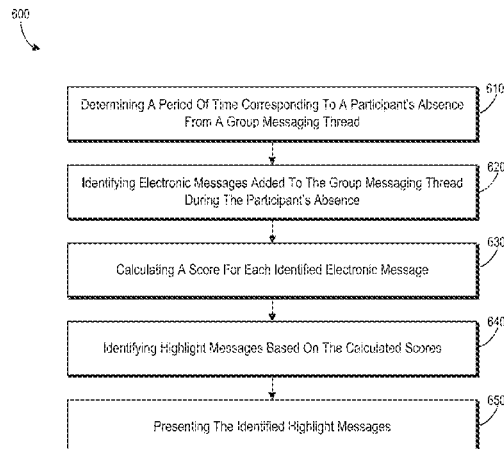 600
610
Determining A Period Of Time Corresponding To A Participant's Absence
From A Group Messaging Thread
620
Identifying Electronic Messages Added To The Group Messaging Thread
During The Participant's Absence
630
Calculating A Score For Each Identified Electronic Message
640
Identifying Highlight Messages Based On The Calculated Scores
650
Presenting The Identified Highlight Messages